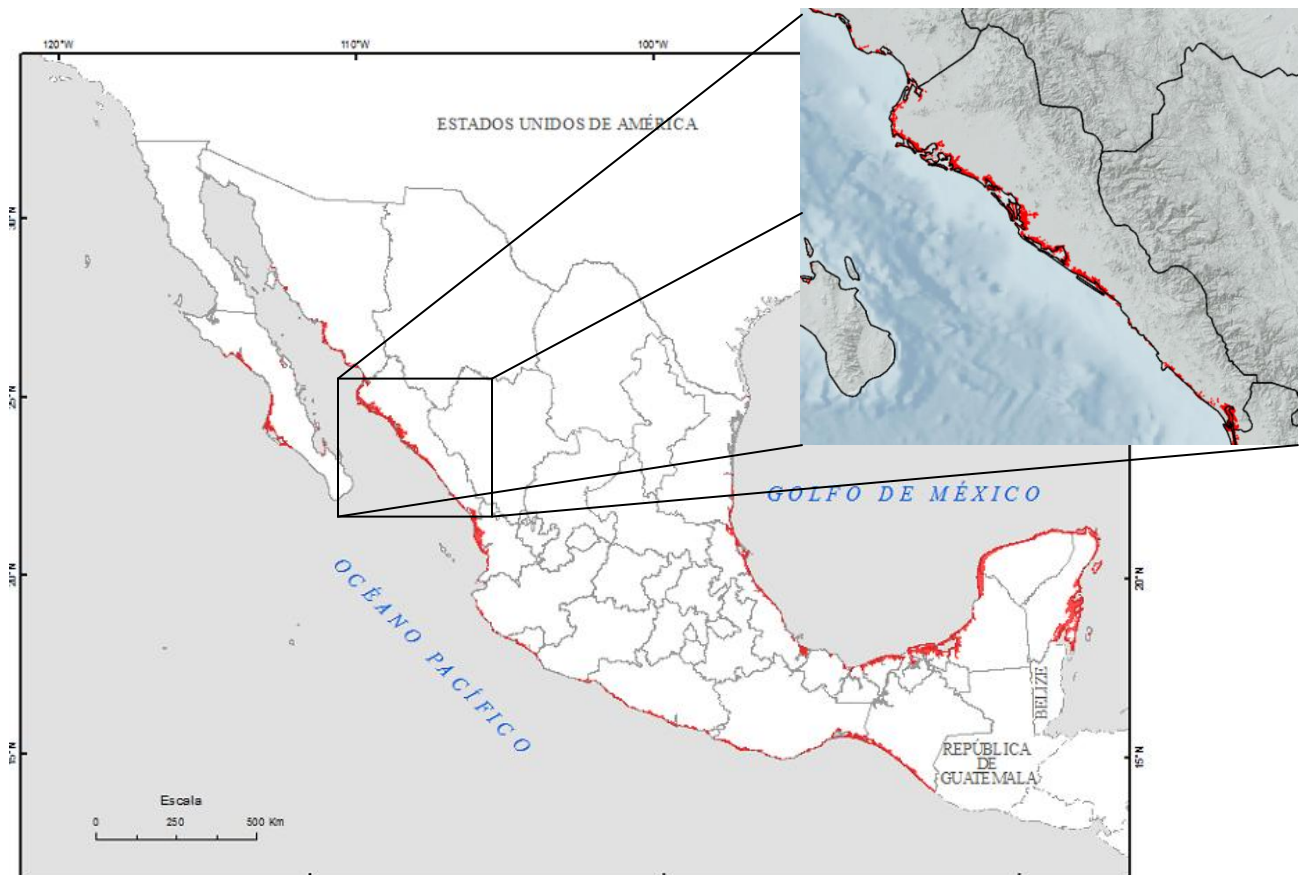 120°W 110°W 100°W
ESTADOS UNIDOS DE AMÉRICA
30°N
25°N
GOLFO DE MÉXICO
20°N 20°N
OCÉANO PACÍFICO
BELIZE
REPÚBLICA
DE
GUATEMALA
15°N 15°N
Escala
0 250 500 Km